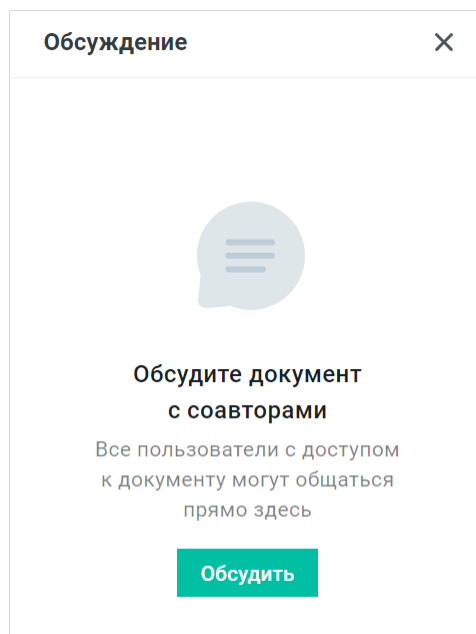 Обсуждение
Обсудите документ
с соавторами
Все пользователи с доступом
к документу могут общаться
прямо здесь
Обсудить